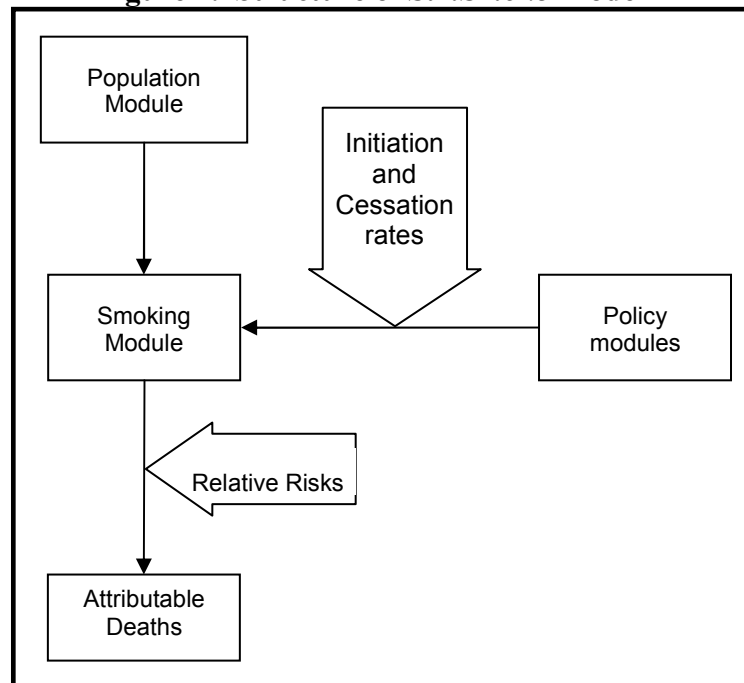 Population
Module
Initiation
and
Cessation
rates
Smoking
Module
Policy
modules
Relative Risks
Attributable
Deaths